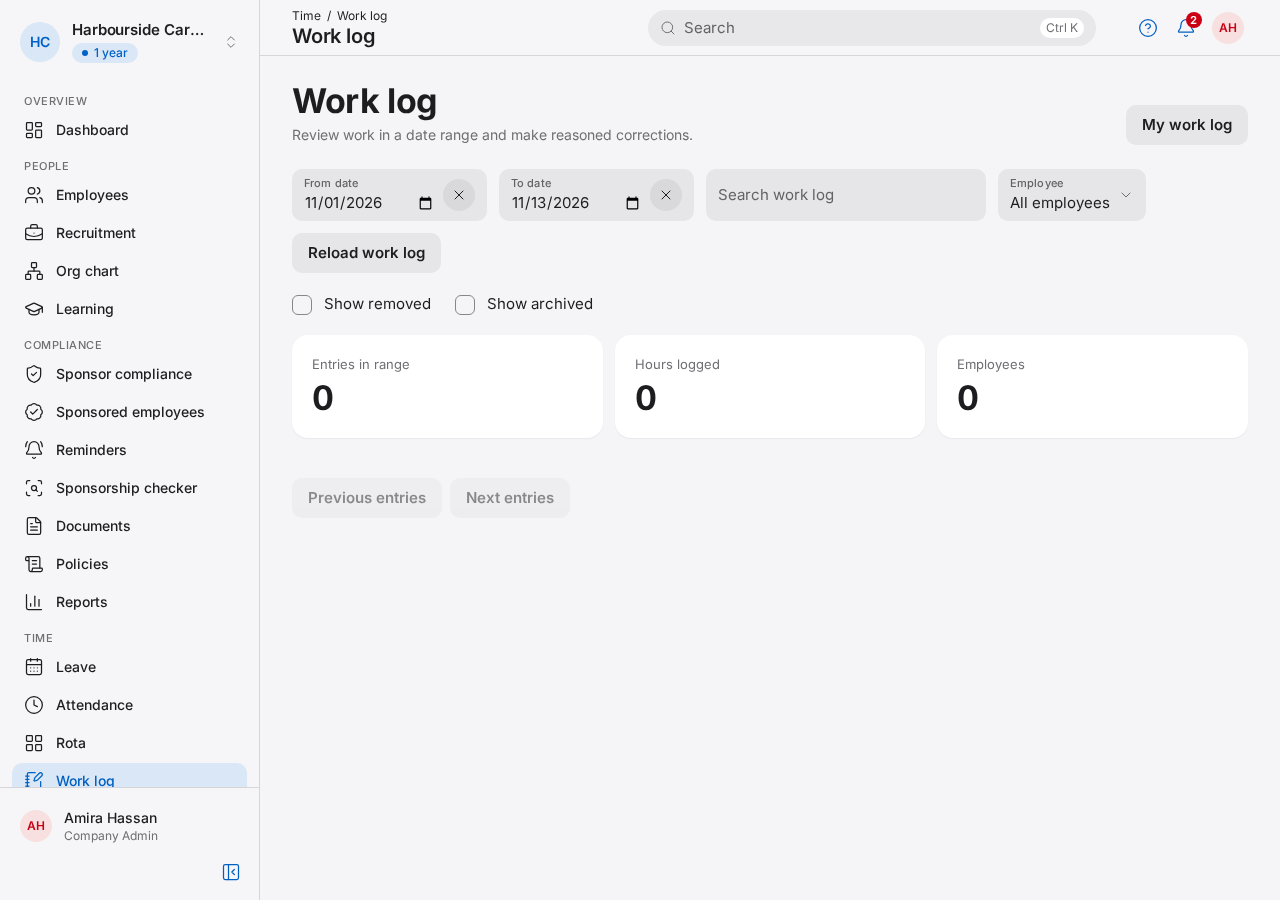 HC
Harbourside Car...
1 year
OVERVIEW
Dashboard
PEOPLE
Employees
Recruitment
Org chart
Learning
COMPLIANCE
Sponsor compliance
Sponsored employees
Reminders
Sponsorship checker
Documents
Policies
Reports
TIME
Leave
Attendance
Rota
Work log
AH
Amira Hassan
Company Admin
Time / Work log
Work log
Search
Ctrl K
2
AH
Work log
Review work in a date range and make reasoned corrections.
My work log
From date
11/01/2026
To date
11/13/2026
Search work log
Employee
All employees
Reload work log
Show removed
Show archived
Entries in range
0
Hours logged
0
Employees
0
Previous entries
Next entries